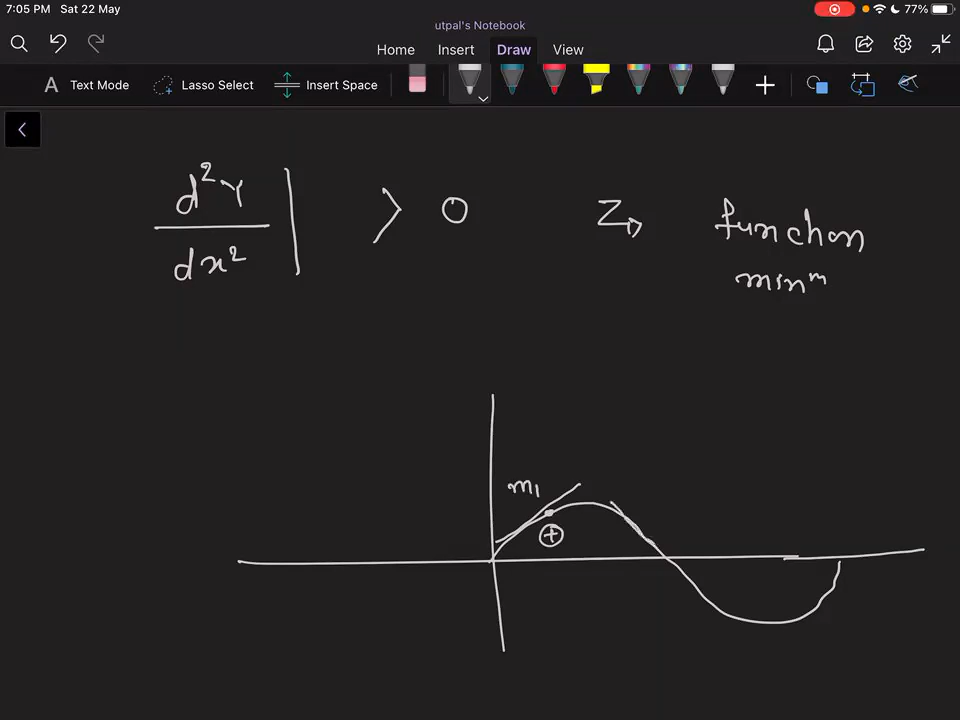 7:05 PM Sat 22 May
77%
utpal's Notebook
Home Insert Draw View
A Text Mode Lasso Select Insert Space
d²Y
dx²
> 0
function
minᵐ
m₁
+